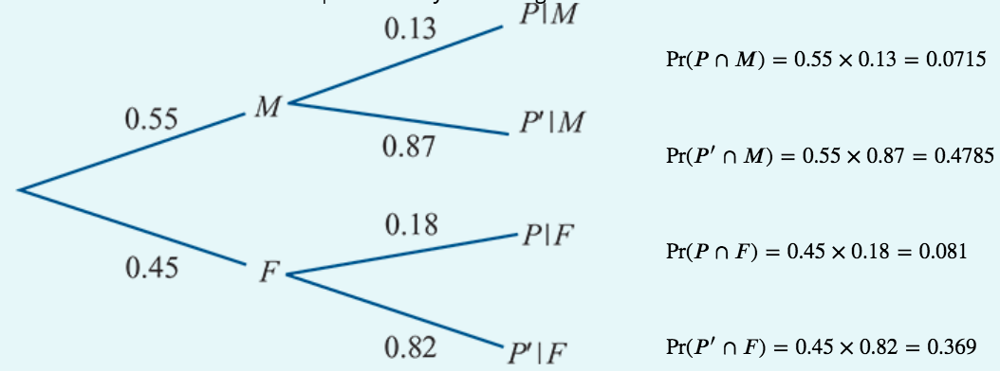 0.13
P|M
Pr(P ∩ M) = 0.55 × 0.13 = 0.0715
0.55
M
P'|M
0.87
Pr(P′ ∩ M) = 0.55 × 0.87 = 0.4785
0.18
P|F
Pr(P ∩ F) = 0.45 × 0.18 = 0.081
0.45
F
0.82
P'|F
Pr(P′ ∩ F) = 0.45 × 0.82 = 0.369